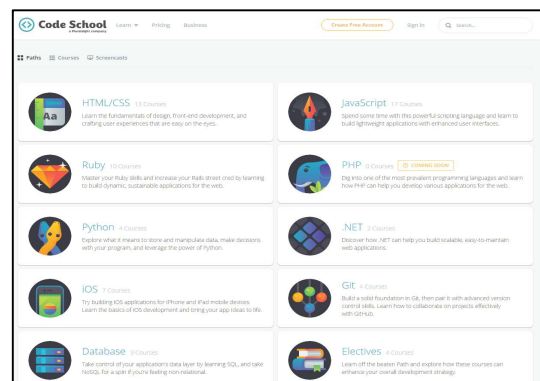 Code School Learn Pricing Business Create Free Account Sign In Search...
a Pluralsight company
Paths Courses Screencasts
Aa
HTML/CSS 13 Courses
Learn the fundamentals of design, front-end development, and
crafting user experiences that are easy on the eyes.
JavaScript 17 Courses
Spend some time with this powerful scripting language and learn to
build lightweight applications with enhanced user interfaces.
Ruby 10 Courses
Master your Ruby skills and increase your Rails street cred by learning
to build dynamic, sustainable applications for the web.
PHP 0 Courses COMING SOON
Dig into one of the most prevalent programming languages and learn
how PHP can help you develop various applications for the web.
Python 4 Courses
Explore what it means to store and manipulate data, make decisions
with your program, and leverage the power of Python.
.NET 2 Courses
Discover how .NET can help you build scalable, easy-to-maintain
web applications.
iOS 7 Courses
Try building iOS applications for iPhone and iPad mobile devices.
Learn the basics of iOS development and bring your app ideas to life.
Git 4 Courses
Build a solid foundation in Git, then pair it with advanced version
control skills. Learn how to collaborate on projects effectively
with GitHub.
Database Courses
Take control of your application's data layer by learning SQL, and take
NoSQL for a spin if you're feeling non-relational.
Electives 4 Courses
Learn off the beaten Path and explore how these courses can
enhance your overall development strategy.